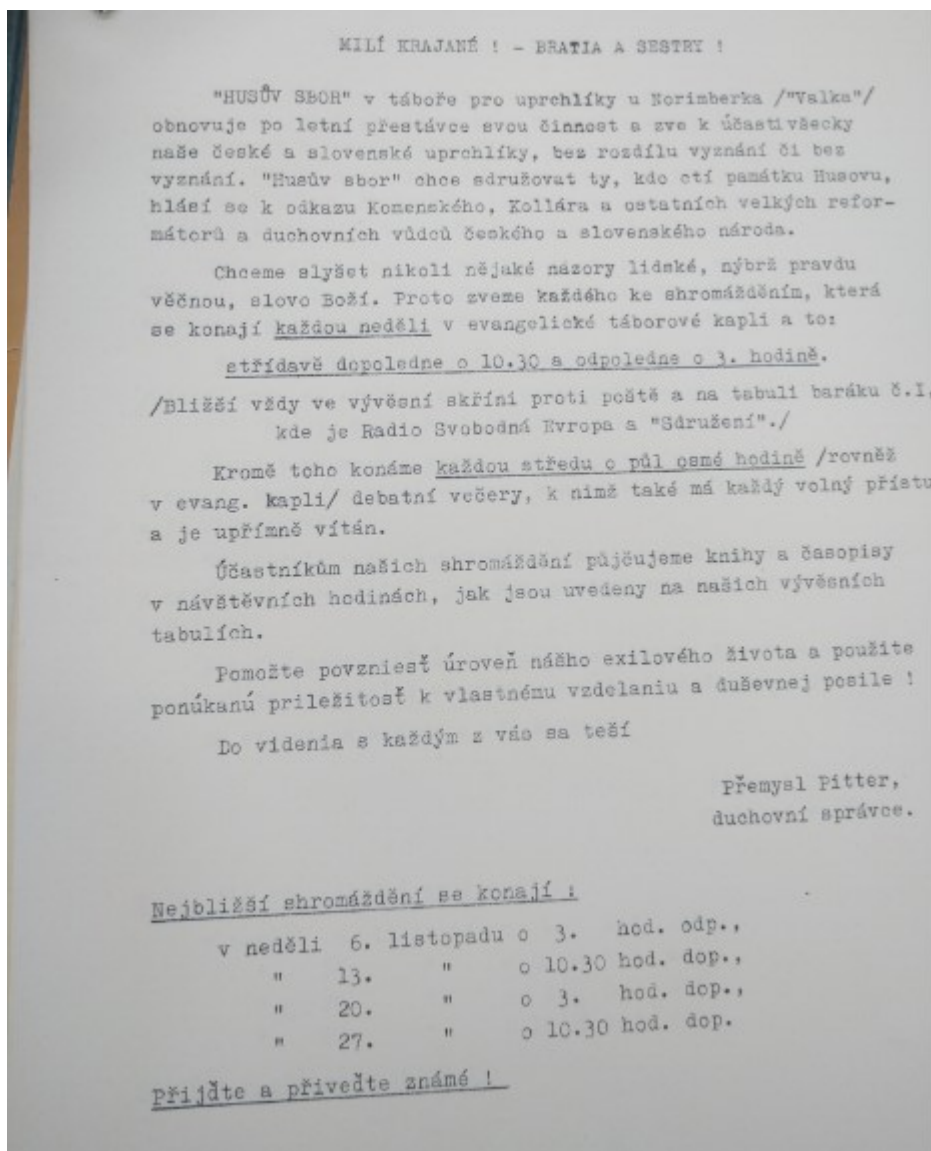 MILÍ KRAJANÉ ! - BRATIA A SESTRY !
"HUSŮV SBOR" v táboře pro uprchlíky u Norimberka /"Valka"/
obnovuje po letní přestávce svou činnost a zve k účasti všecky
naše české a slovenské uprchlíky, bez rozdílu vyznání či bez
vyznání. "Husův sbor" chce sdružovat ty, kdo ctí památku Husovu,
hlásí se k odkazu Komenského, Kollára a ostatních velkých refor-
mátorů a duchovních vůdců českého a slovenského národa.
Chceme slyšet nikoli nějaké názory lidské, nýbrž pravdu
věčnou, slovo Boží. Proto zveme každého ke shromážděním, která
se konají každou neděli v evangelické táborové kapli a to:
střídavě dopoledne o 10.30 a odpoledne o 3. hodině.
/Bližší vždy ve vývěsní skříni proti poště a na tabuli baráku č.I,
kde je Radio Svobodná Evropa a "Sdružení"./
Kromě toho konáme každou středu o půl osmé hodině /rovněž
v evang. kapli/ debatní večery, k nimž také má každý volný přístu
a je upřímně vítán.
Účastníkům našich shromáždění půjčujeme knihy a časopisy
v návštěvních hodinách, jak jsou uvedeny na našich vývěsních
tabulích.
Pomožte povzniesť úroveň nášho exilového života a použite
ponúkanú priležitosť k vlastnému vzdelaniu a duševnej posile !
Do videnia s každým z vás sa teší
Přemysl Pitter,
duchovní správce.
Nejbližší shromáždění se konají :
v neděli 6. listopadu o 3. hod. odp.,
" 13. " o 10.30 hod. dop.,
" 20. " o 3. hod. dop.,
" 27. " o 10.30 hod. dop.
Přijďte a přiveďte známé !